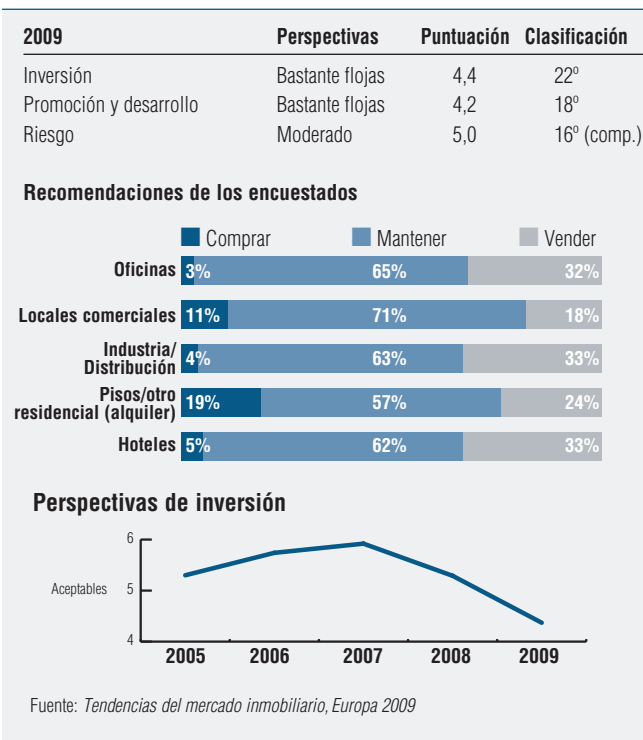 2009 Perspectivas Puntuación Clasificación
Inversión Bastante flojas 4,4 22º
Promoción y desarrollo Bastante flojas 4,2 18º
Riesgo Moderado 5,0 16º (comp.)
Recomendaciones de los encuestados
Comprar Mantener Vender
Oficinas 3% 65% 32%
Locales comerciales 11% 71% 18%
Industria/
Distribución 4% 63% 33%
Pisos/otro
residencial (alquiler) 19% 57% 24%
Hoteles 5% 62% 33%
Perspectivas de inversión
6
Aceptables 5
4
2005 2006 2007 2008 2009
Fuente: Tendencias del mercado inmobiliario, Europa 2009